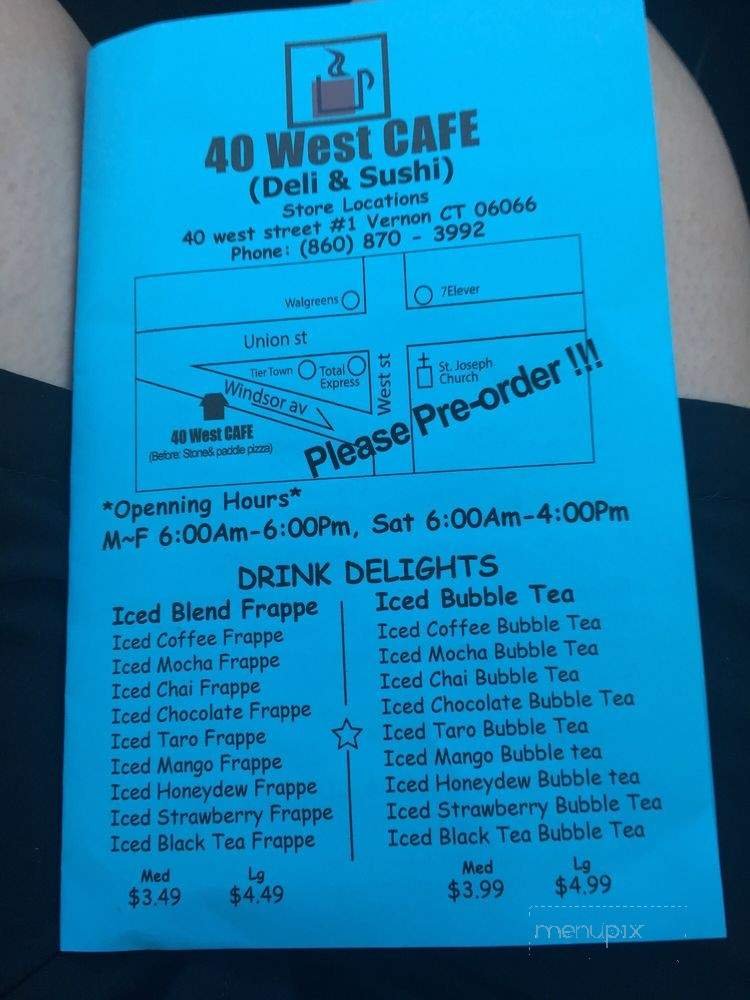 40 West CAFE
(Deli & Sushi)
Store Locations
40 west street #1 Vernon CT 06066
Phone: (860) 870 - 3992
Walgreens
7Elever
Union st
Tier Town
Total
Express
West st
St. Joseph
Church
Windsor av
40 West CAFE
(Before: Stone& paddle pizza)
Please Pre-order !!!
*Openning Hours*
M~F 6:00Am-6:00Pm, Sat 6:00Am-4:00Pm
DRINK DELIGHTS
Iced Blend Frappe
Iced Coffee Frappe
Iced Mocha Frappe
Iced Chai Frappe
Iced Chocolate Frappe
Iced Taro Frappe
Iced Mango Frappe
Iced Honeydew Frappe
Iced Strawberry Frappe
Iced Black Tea Frappe
Med Lg
$3.49 $4.49
Iced Bubble Tea
Iced Coffee Bubble Tea
Iced Mocha Bubble Tea
Iced Chai Bubble Tea
Iced Chocolate Bubble Tea
Iced Taro Bubble Tea
Iced Mango Bubble tea
Iced Honeydew Bubble tea
Iced Strawberry Bubble Tea
Iced Black Tea Bubble Tea
Med Lg
$3.99 $4.99
menupix